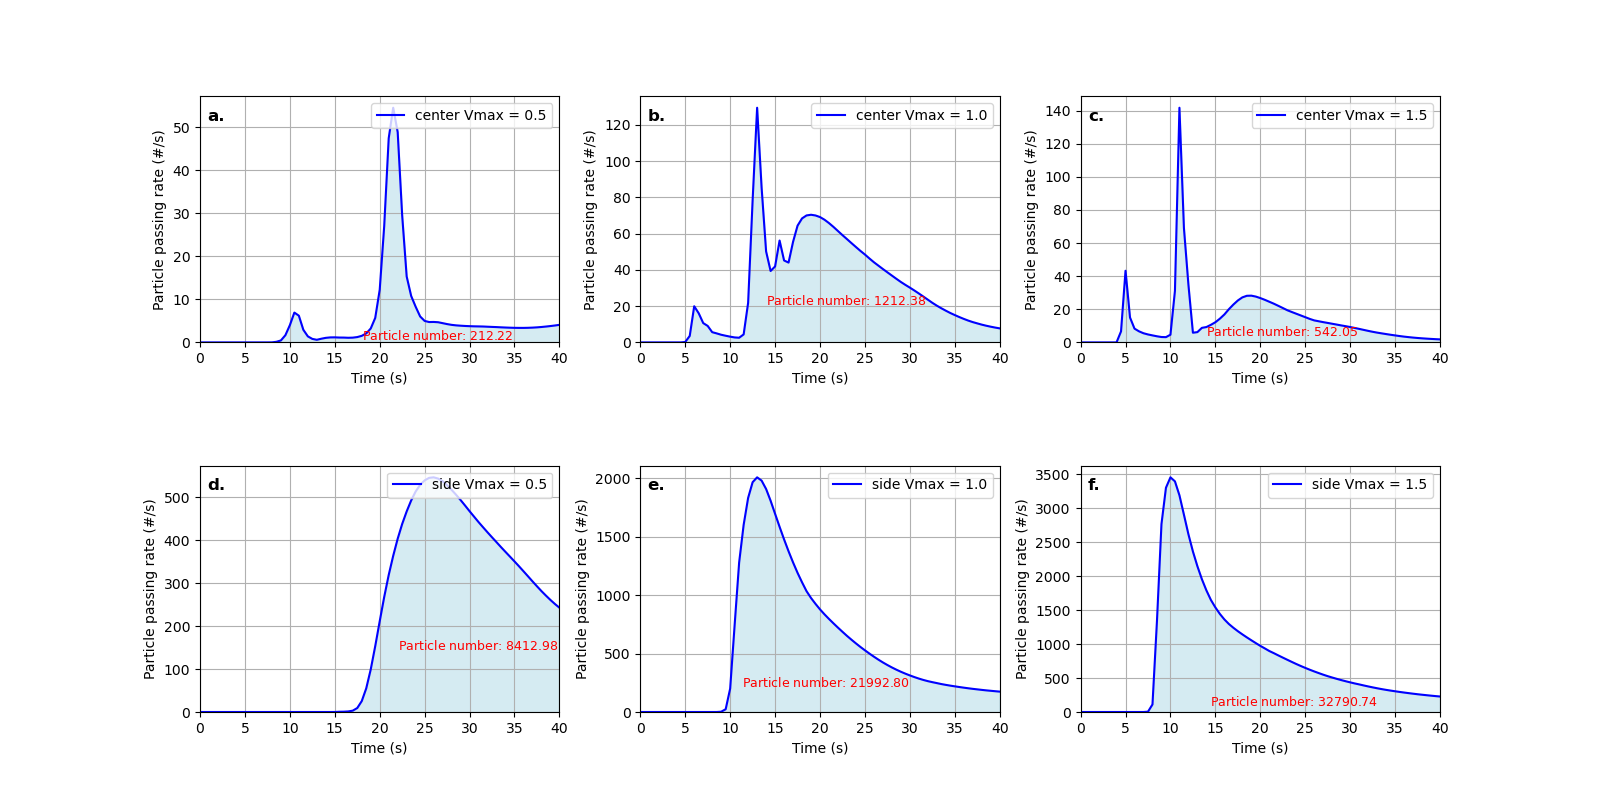 a.
center Vmax = 0.5
Particle passing rate (#/s)
50
40
30
20
10
0
Particle number: 212.22
0 5 10 15 20 25 30 35 40
Time (s)
b.
center Vmax = 1.0
Particle passing rate (#/s)
120
100
80
60
40
20
0
Particle number: 1212.38
0 5 10 15 20 25 30 35 40
Time (s)
c.
center Vmax = 1.5
Particle passing rate (#/s)
140
120
100
80
60
40
20
0
Particle number: 542.05
0 5 10 15 20 25 30 35 40
Time (s)
d.
side Vmax = 0.5
Particle passing rate (#/s)
500
400
300
200
100
0
Particle number: 8412.98
0 5 10 15 20 25 30 35 40
Time (s)
e.
side Vmax = 1.0
Particle passing rate (#/s)
2000
1500
1000
500
0
Particle number: 21992.80
0 5 10 15 20 25 30 35 40
Time (s)
f.
side Vmax = 1.5
Particle passing rate (#/s)
3500
3000
2500
2000
1500
1000
500
0
Particle number: 32790.74
0 5 10 15 20 25 30 35 40
Time (s)